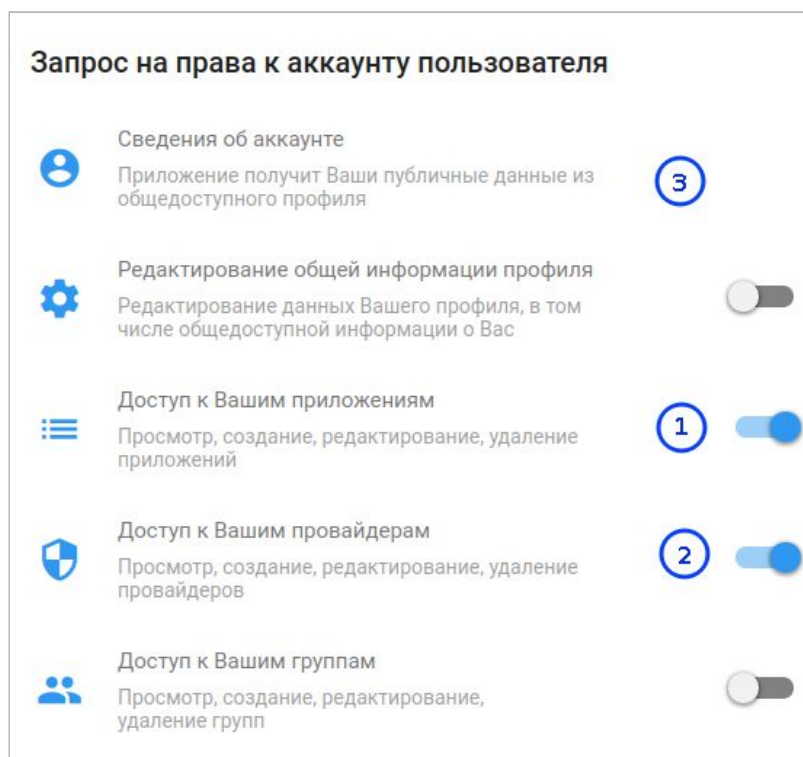 Запрос на права к аккаунту пользователя
Сведения об аккаунте
Приложение получит Ваши публичные данные из
общедоступного профиля
3
Редактирование общей информации профиля
Редактирование данных Вашего профиля, в том
числе общедоступной информации о Вас
Доступ к Вашим приложениям
1
Просмотр, создание, редактирование, удаление
приложений
Доступ к Вашим провайдерам
2
Просмотр, создание, редактирование, удаление
провайдеров
Доступ к Вашим группам
Просмотр, создание, редактирование,
удаление групп